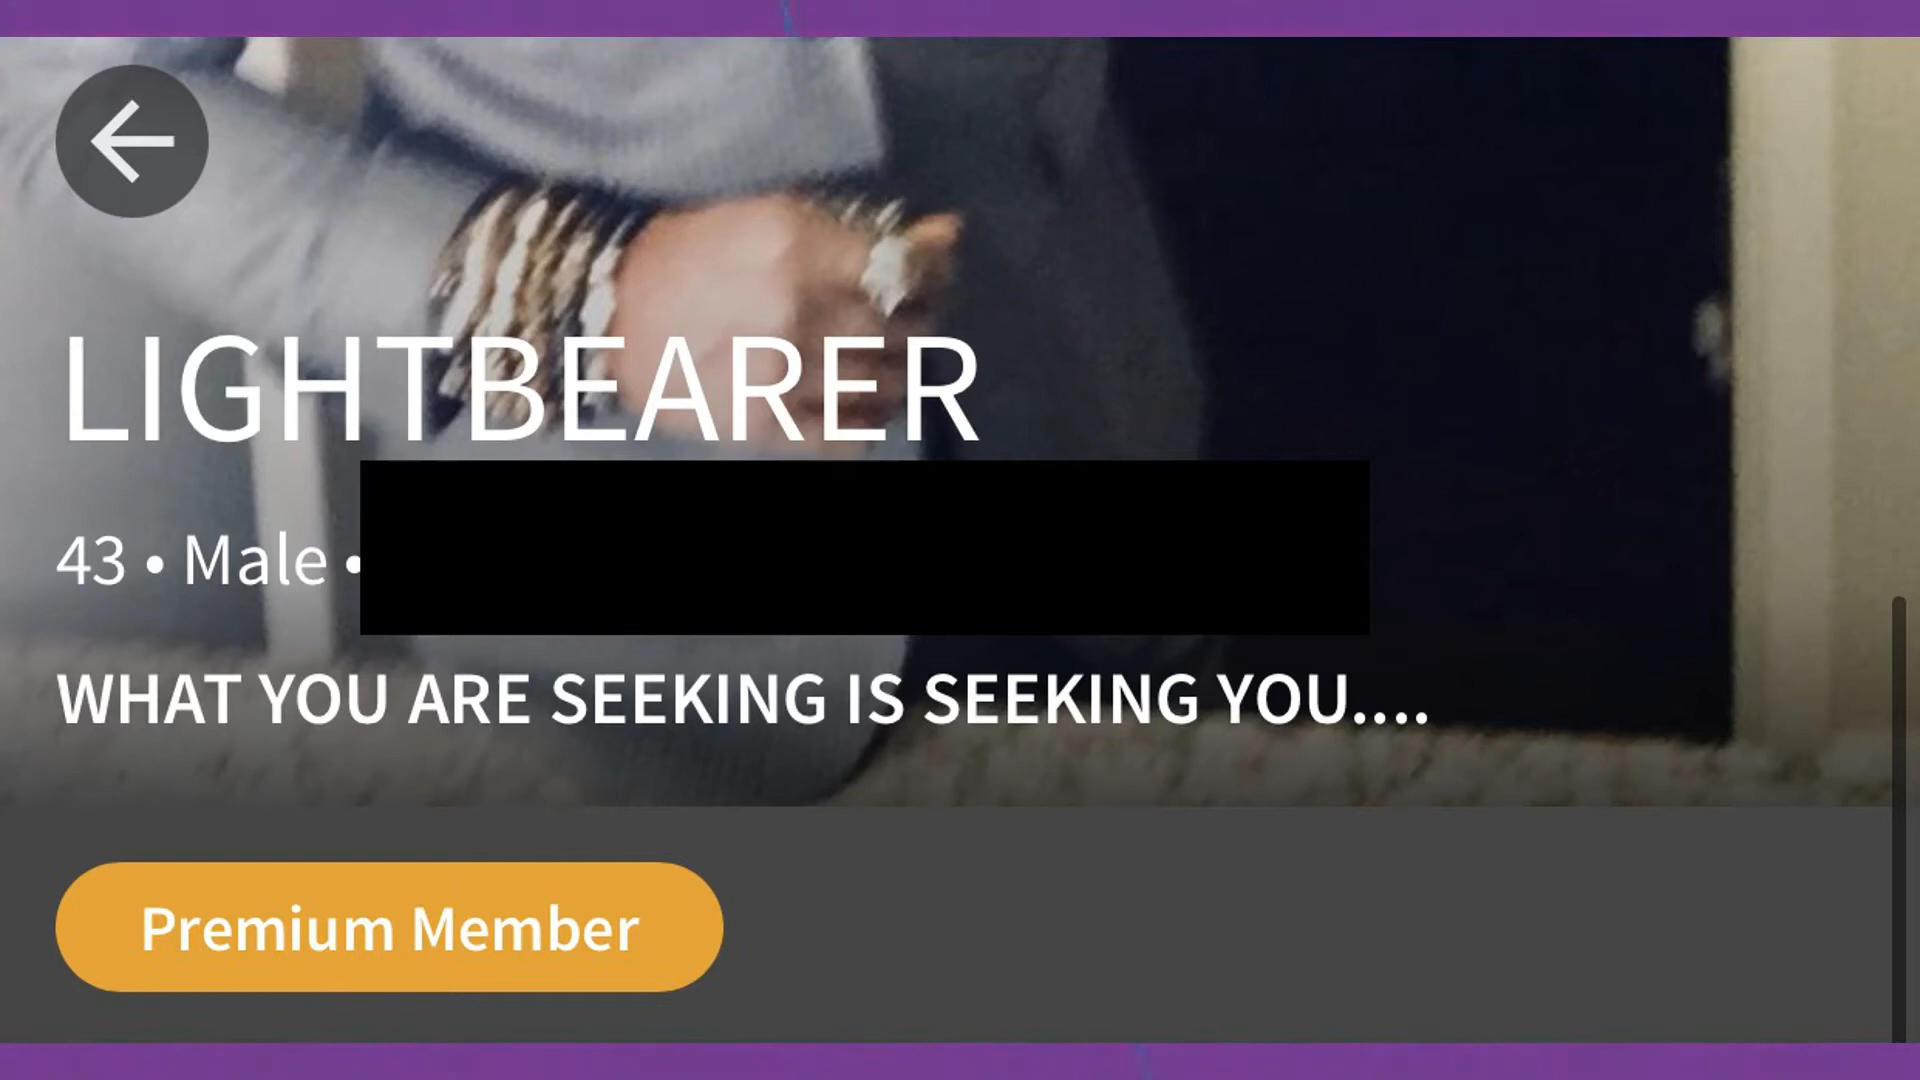 LIGHTBEARER
43 • Male •
WHAT YOU ARE SEEKING IS SEEKING YOU....
Premium Member